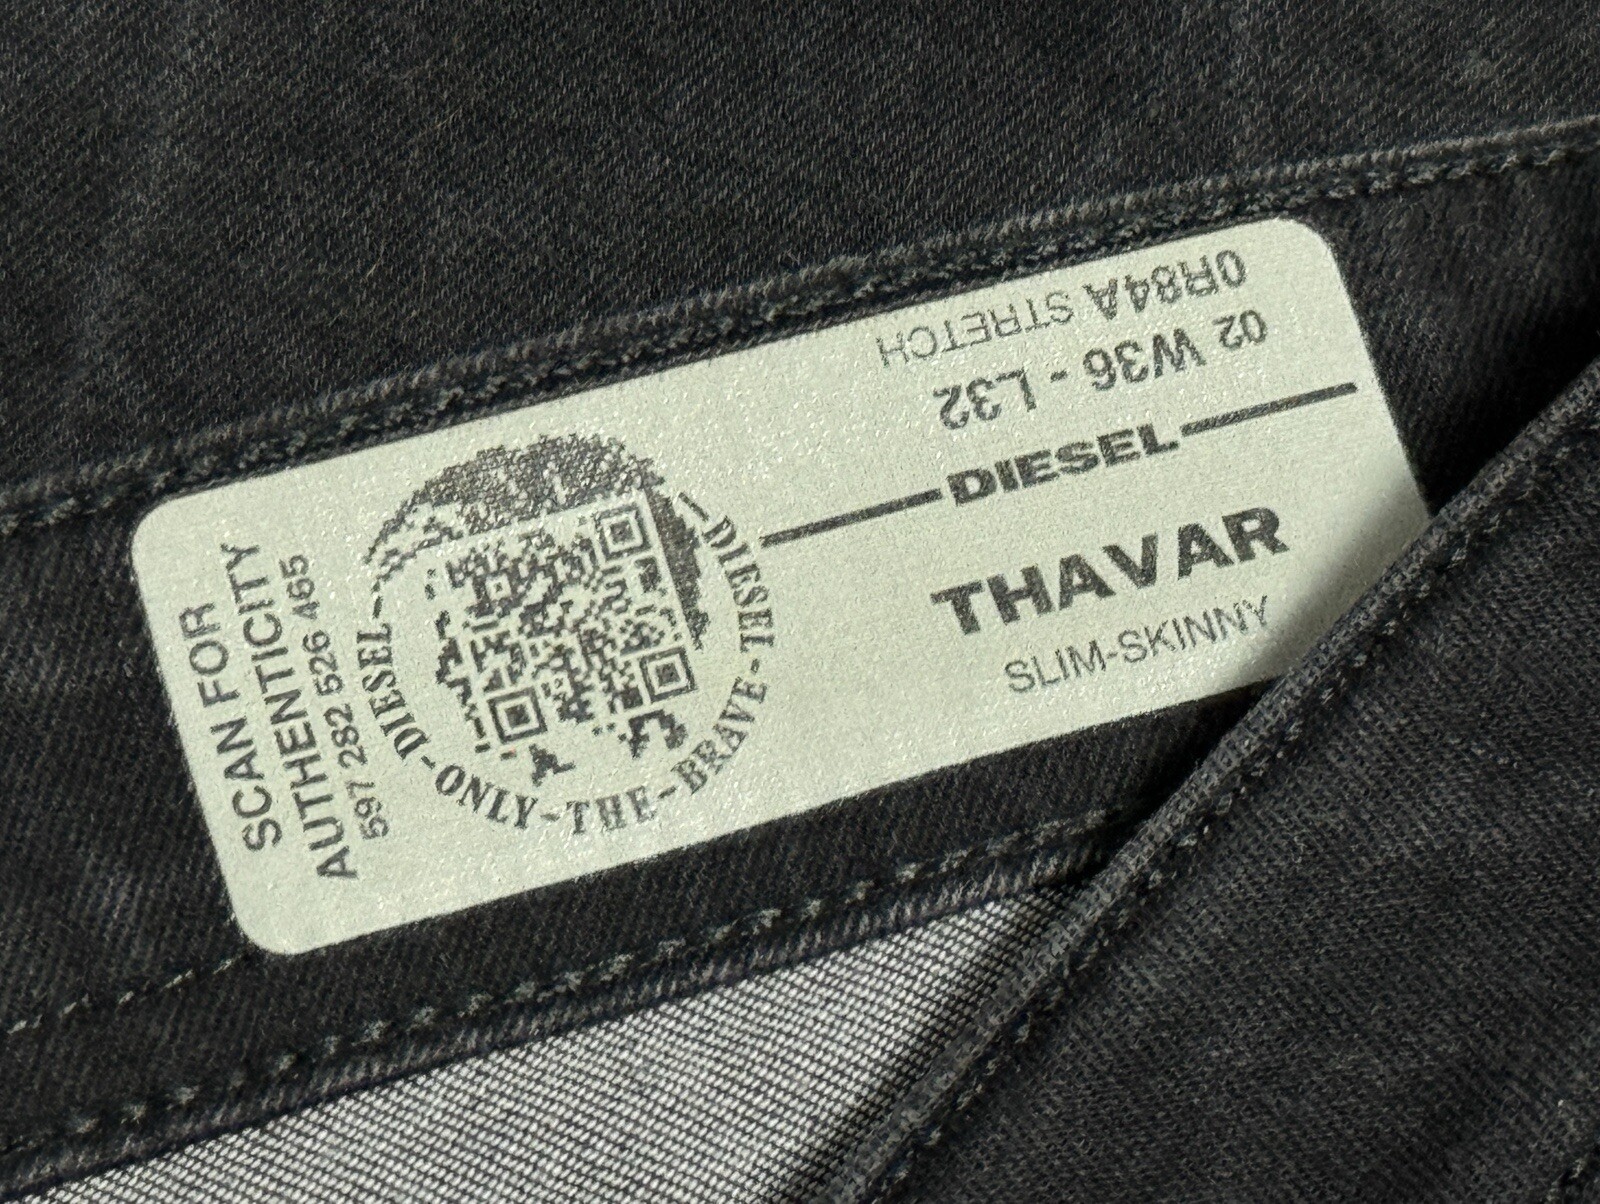 SCAN FOR
AUTHENTICITY
597 282 526 465
DIESEL - ONLY - THE - BRAVE - DIESEL
0R84A STRETCH
02 W36 - L32
DIESEL
THAVAR
SLIM-SKINNY